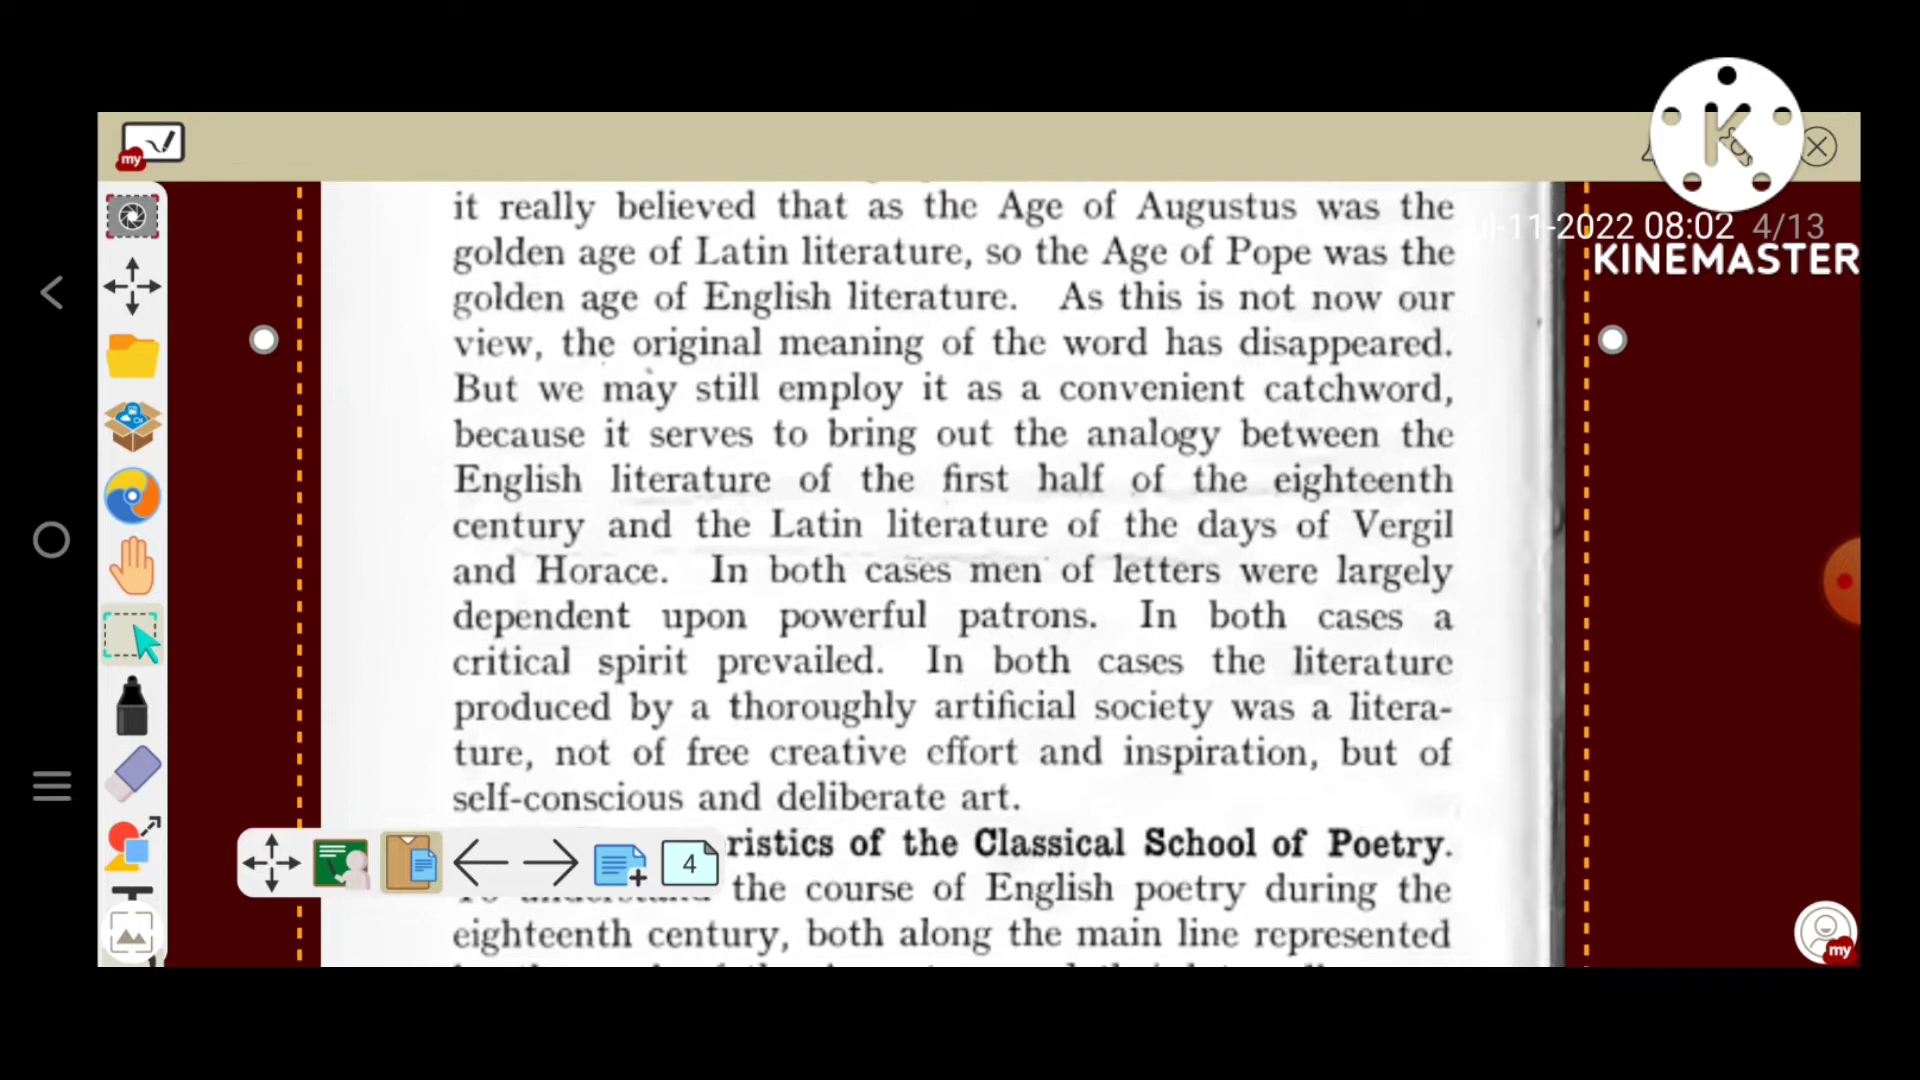 my
it really believed that as the Age of Augustus was the
11-2022 08:02 4/13
golden age of Latin literature, so the Age of Pope was the
KINEMASTER
golden age of English literature. As this is not now our
view, the original meaning of the word has disappeared.
But we may still employ it as a convenient catchword,
because it serves to bring out the analogy between the
English literature of the first half of the eighteenth
century and the Latin literature of the days of Vergil
and Horace. In both cases men of letters were largely
dependent upon powerful patrons. In both cases a
critical spirit prevailed. In both cases the literature
produced by a thoroughly artificial society was a litera-
ture, not of free creative effort and inspiration, but of
self-conscious and deliberate art.
ristics of the Classical School of Poetry.
4
the course of English poetry during the
eighteenth century, both along the main line represented
my